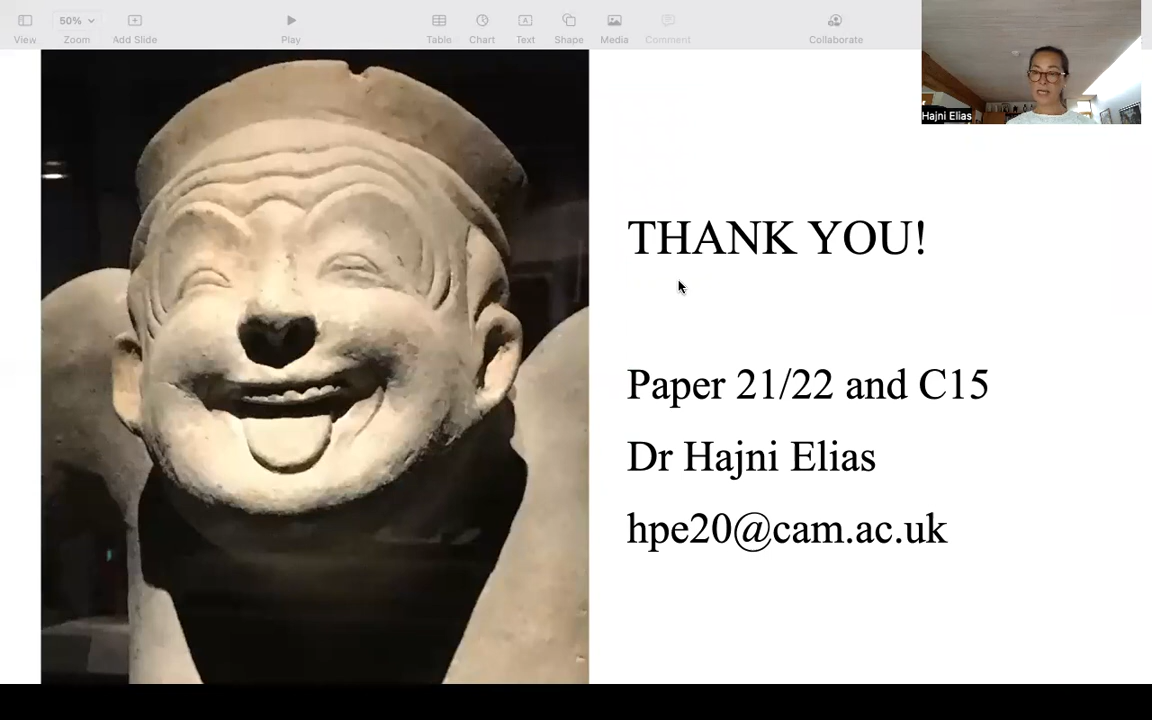 50%
View
Zoom
Add Slide
Play
Table
Chart
Text
Shape
Media
Comment
Collaborate
Hajni Elias
THANK YOU!
Paper 21/22 and C15
Dr Hajni Elias
hpe20@cam.ac.uk